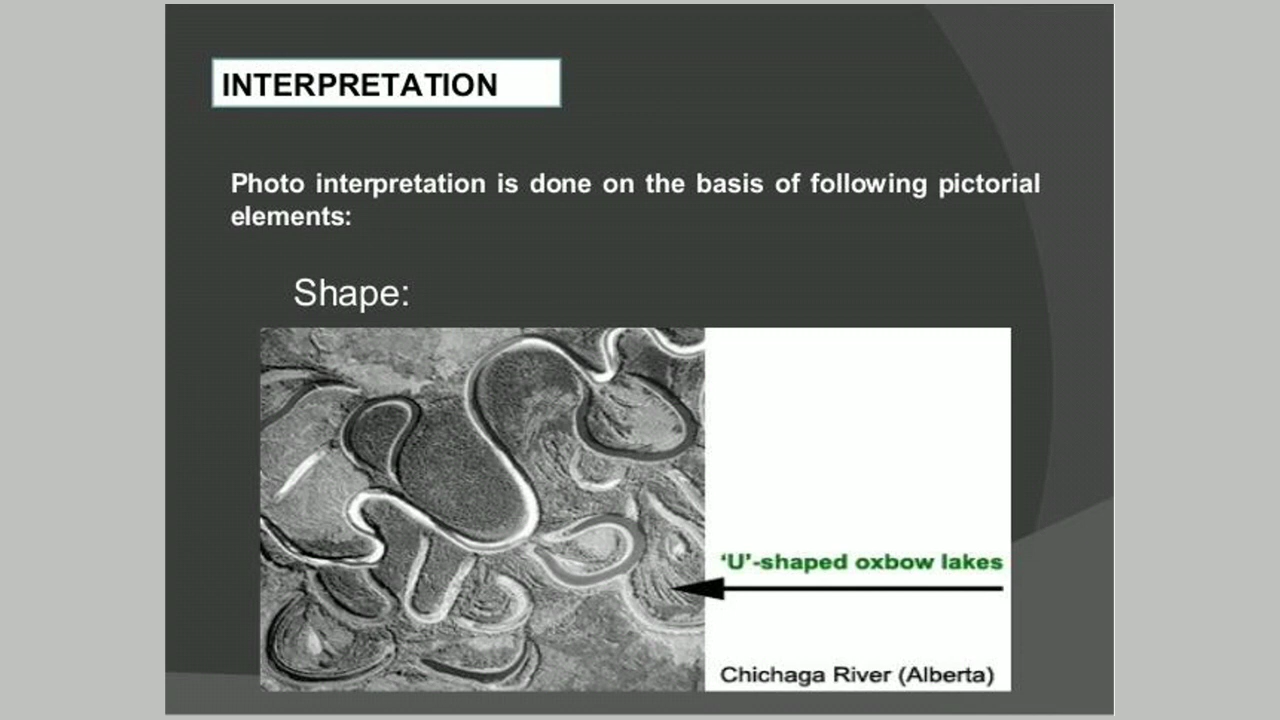 INTERPRETATION
Photo interpretation is done on the basis of following pictorial
elements:
Shape:
‘U’-shaped oxbow lakes
Chichaga River (Alberta)